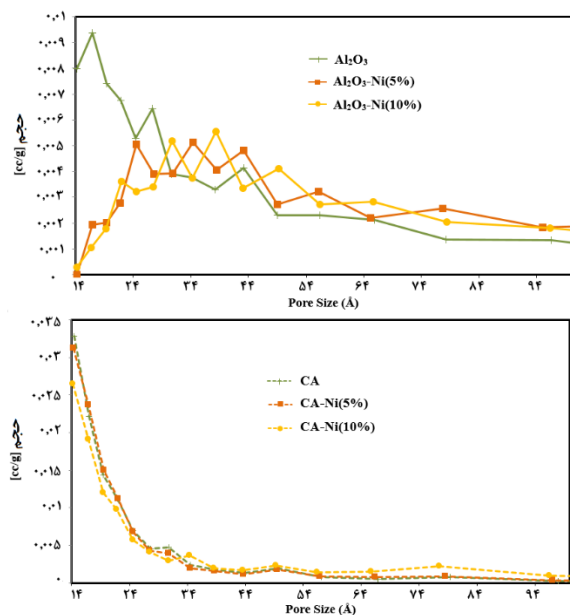 ۰,۰۱
۰,۰۰۹
۰,۰۰۸
۰,۰۰۷
۰,۰۰۶
۰,۰۰۵
۰,۰۰۴
۰,۰۰۳
۰,۰۰۲
۰,۰۰۱
۰
حجم [cc/g]
Al₂O₃
Al₂O₃-Ni(5%)
Al₂O₃-Ni(10%)
۱۴ ۲۴ ۳۴ ۴۴ ۵۴ ۶۴ ۷۴ ۸۴ ۹۴
Pore Size (Å)
۰,۰۳۵
۰,۰۳
۰,۰۲۵
۰,۰۲
۰,۰۱۵
۰,۰۱
۰,۰۰۵
۰
حجم [cc/g]
CA
CA-Ni(5%)
CA-Ni(10%)
۱۴ ۲۴ ۳۴ ۴۴ ۵۴ ۶۴ ۷۴ ۸۴ ۹۴
Pore Size (Å)